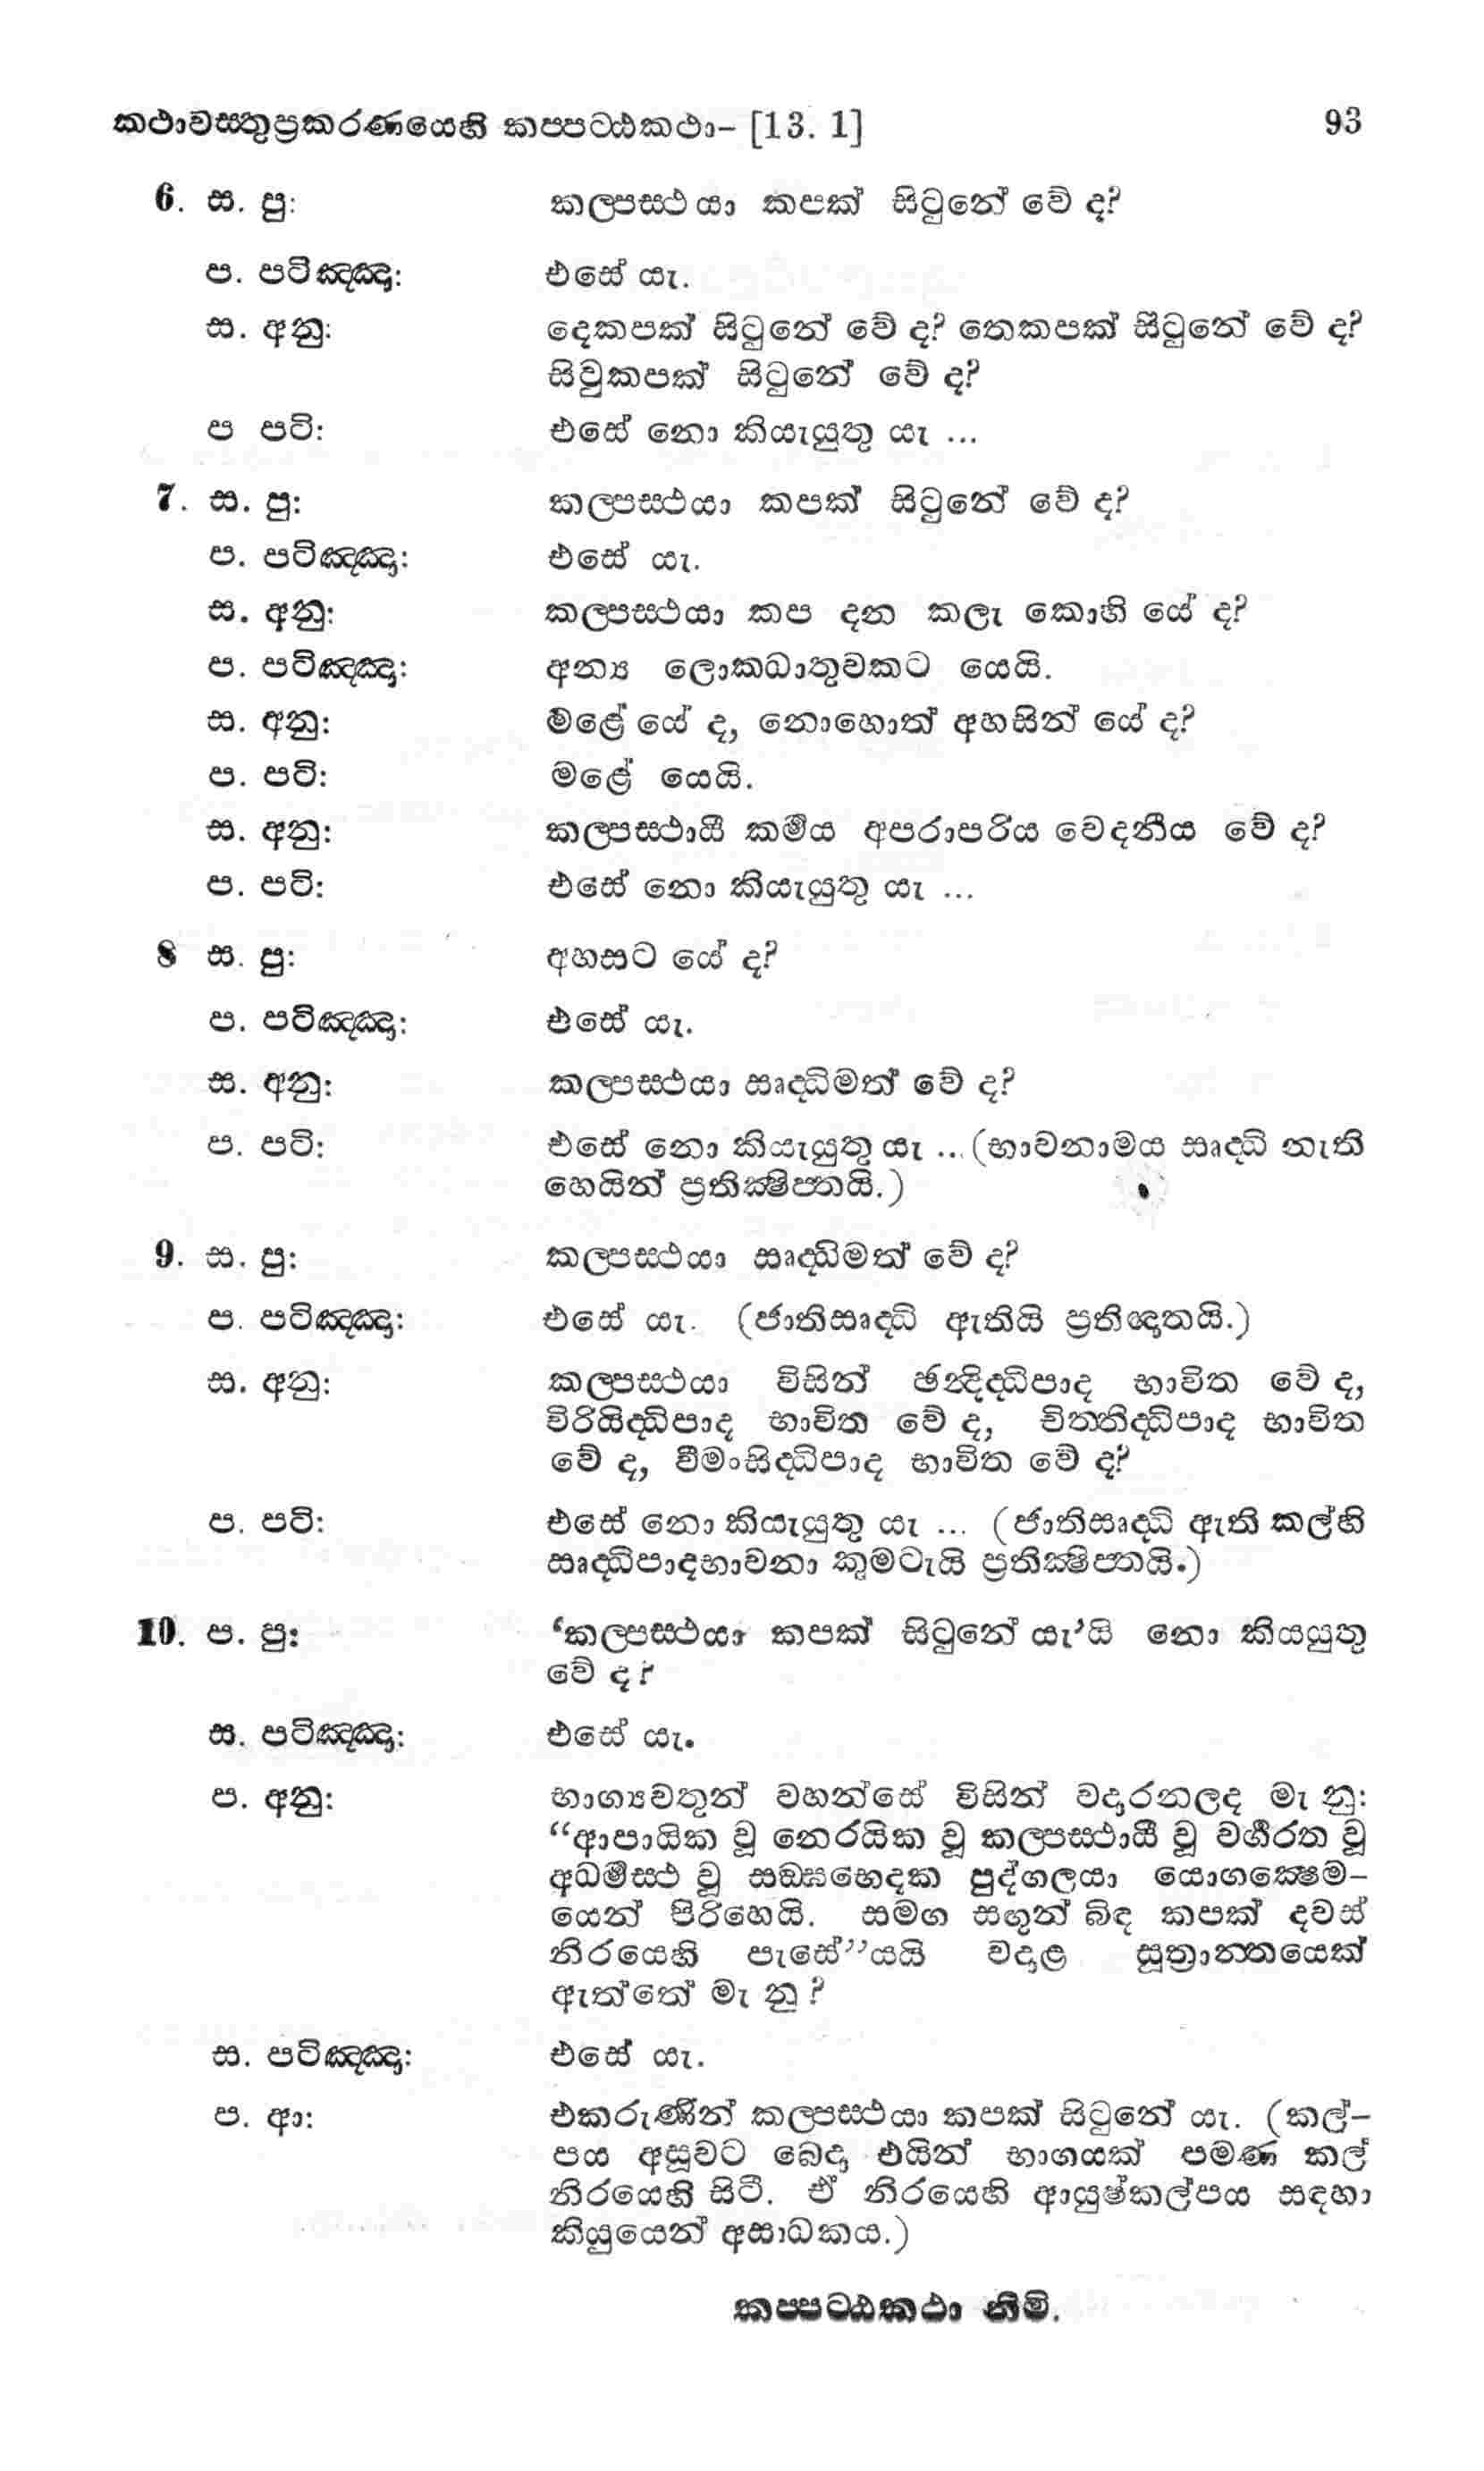 කථාවස්තුප්‍රකරණයෙහි කප්පට්ඨකථා– [13. 1] 93
6. ස. පු: කල්පස්ථ යා කපක් සිටුනේ වේ ද?
ප. පටිඤ්ඤා: එසේ යැ.
ස. අනු: දෙකපක් සිටුනේ වේ ද? තෙකපක් සිටුනේ වේ ද?
සිවුකපක් සිටුනේ වේ ද?
ප පටි: එසේ නො කියැයුතු යැ ...
7. ස. පු: කල්පස්ථයා කපක් සිටුනේ වේ ද?
ප. පටිඤ්ඤා: එසේ යැ.
ස. අනු: කල්පස්ථයා කප දන කලැ කොහි යේ ද?
ප. පටිඤ්ඤා: අන්‍ය ලොකධාතුවකට යෙයි.
ස. අනු: මළේ යේ ද, නොහොත් අහසින් යේ ද?
ප. පටි: මළේ යෙයි.
ස. අනු: කල්පස්ථායී කර්‍මය අපරාපරිය වෙදනීය වේ ද?
ප. පටි: එසේ නො කියැයුතු යැ ...
8 ස. පු: අහසට යේ ද?
ප. පටිඤ්ඤා: එසේ යැ.
ස. අනු: කල්පස්ථයා ඍද්ධිමත් වේ ද?
ප. පටි: එසේ නො කියැයුතු යැ ... (භාවනාමය ඍද්ධි නැති
හෙයින් ප්‍රතික්ෂිප්තයි.)
9. ස. පු: කල්පස්ථයා ඍද්ධිමත් වේ ද?
ප. පටිඤ්ඤා: එසේ යැ. (ජාතිඍද්ධි ඇතියි ප්‍රතිඥාතයි.)
ස. අනු: කල්පස්ථයා විසින් ඡන්දිද්ධිපාද භාවිත වේ ද,
විරියිද්ධිපාද භාවිත වේ ද, චිත්තිද්ධිපාද භාවිත
වේ ද, වීමංසිද්ධිපාද භාවිත වේ ද?
ප. පටි: එසේ නො කියැයුතු යැ ... (ජාතිඍද්ධි ඇති කල්හි
ඍද්ධිපාදභාවනා කුමටැයි ප්‍රතික්ෂිප්තයි.)
10. ප. පු: ‘කල්පස්ථයා කපක් සිටුනේ යැ’යි නො කියයුතු
වේ ද?
ස. පටිඤ්ඤා: එසේ යැ.
ප. අනු: භාග්‍යවතුන් වහන්සේ විසින් වදාරනලද මැ නු:
“ආපායික වූ නෙරයික වූ කල්පස්ථායී වූ වර්‍ගරත වූ
අධර්‍මස්ථ වූ සඞ්ඝභෙදක පුද්ගලයා යොගක්ෂෙම–
යෙන් පිරිහෙයි. සමග සඟුන් බිඳ කපක් දවස්
නිරයෙහි පැසේ”යයි වදාළ සූත්‍රාන්තයෙක්
ඇත්තේ මැ නු?
ස. පටිඤ්ඤා: එසේ යැ.
ප. ආ: එකරුණින් කල්පස්ථයා කපක් සිටුනේ යැ. (කල්–
පය අසූවට බෙදා එයින් භාගයක් පමණ කල්
නිරයෙහි සිටී. ඒ නිරයෙහි ආයුෂ්කල්පය සඳහා
කියුයෙන් අසාධකය.)
කප්පට්ඨකථා නිමි.